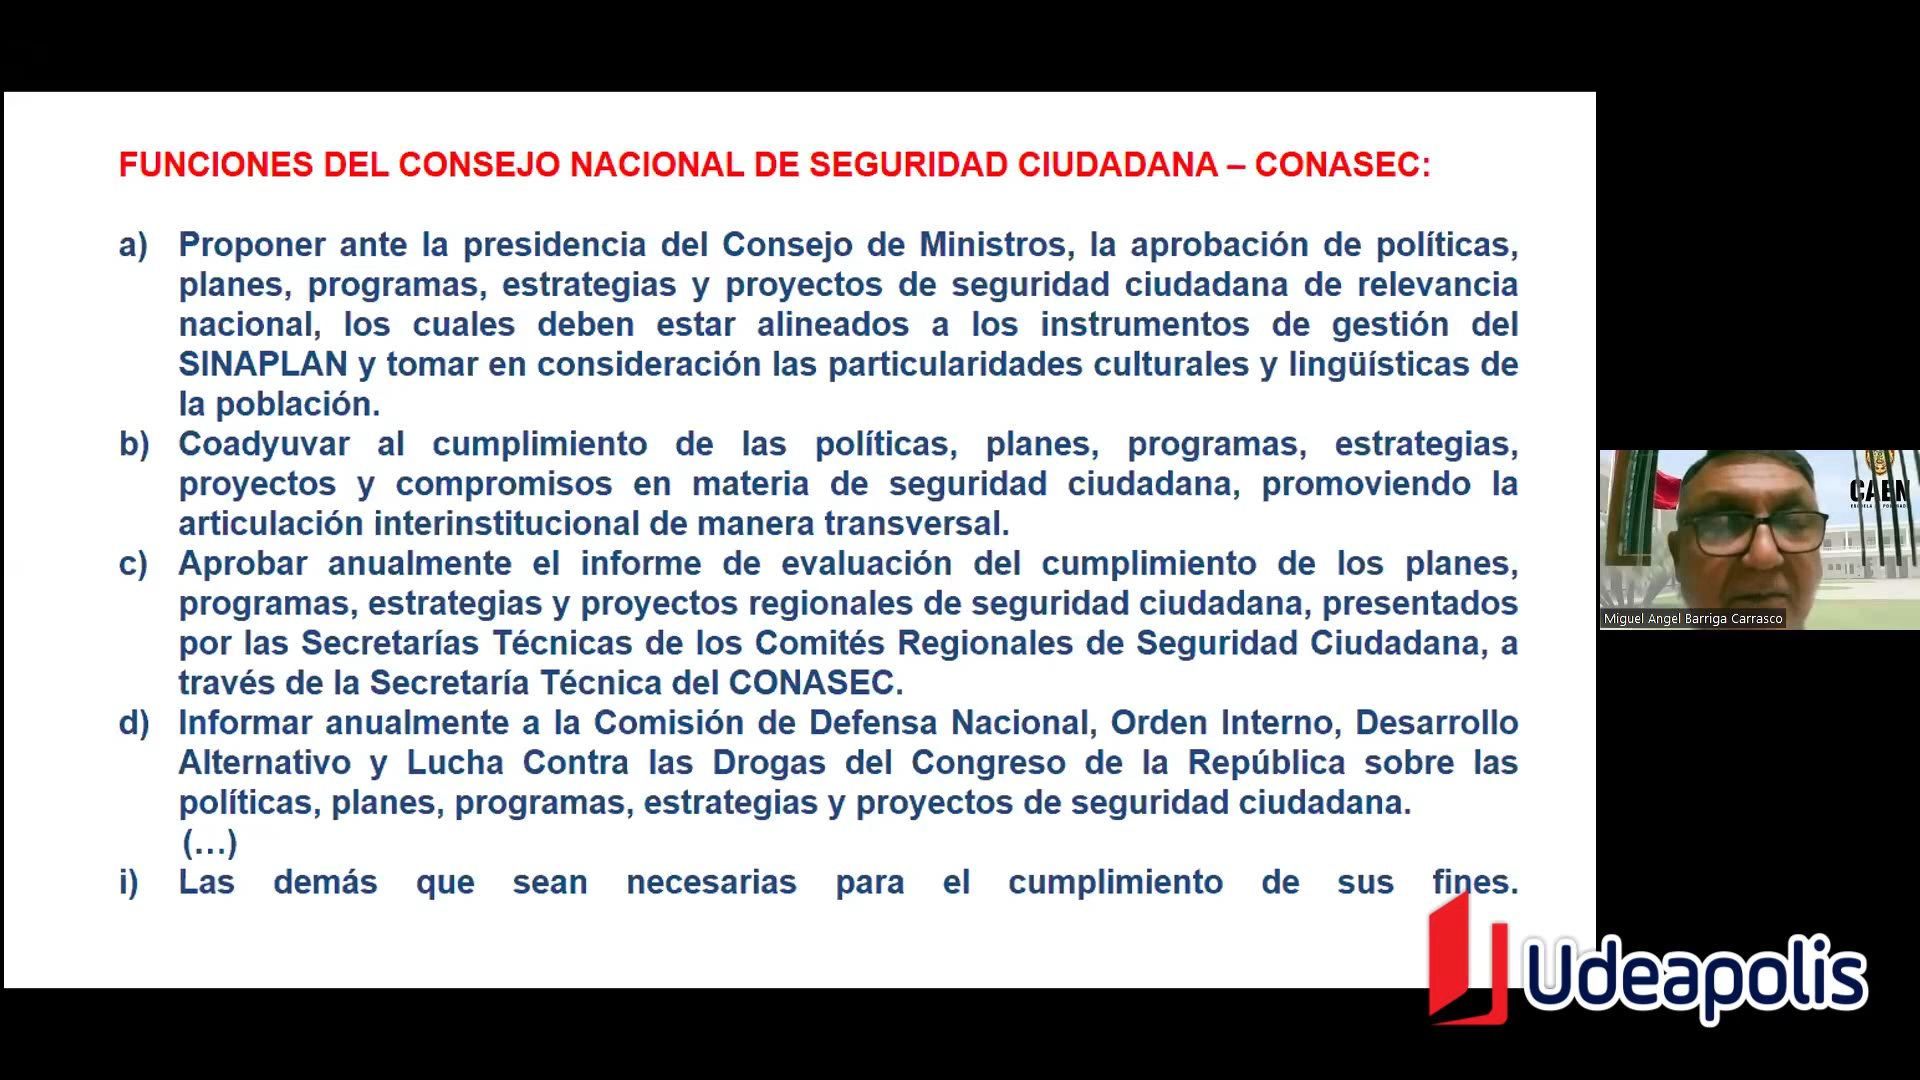 FUNCIONES DEL CONSEJO NACIONAL DE SEGURIDAD CIUDADANA – CONASEC:
a) Proponer ante la presidencia del Consejo de Ministros, la aprobación de políticas,
planes, programas, estrategias y proyectos de seguridad ciudadana de relevancia
nacional, los cuales deben estar alineados a los instrumentos de gestión del
SINAPLAN y tomar en consideración las particularidades culturales y lingüísticas de
la población.
b) Coadyuvar al cumplimiento de las políticas, planes, programas, estrategias,
proyectos y compromisos en materia de seguridad ciudadana, promoviendo la
articulación interinstitucional de manera transversal.
c) Aprobar anualmente el informe de evaluación del cumplimiento de los planes,
programas, estrategias y proyectos regionales de seguridad ciudadana, presentados
por las Secretarías Técnicas de los Comités Regionales de Seguridad Ciudadana, a
través de la Secretaría Técnica del CONASEC.
d) Informar anualmente a la Comisión de Defensa Nacional, Orden Interno, Desarrollo
Alternativo y Lucha Contra las Drogas del Congreso de la República sobre las
políticas, planes, programas, estrategias y proyectos de seguridad ciudadana.
(…)
i) Las demás que sean necesarias para el cumplimiento de sus fines.
CAEN
Miguel Angel Barriga Carrasco
Udeapolis